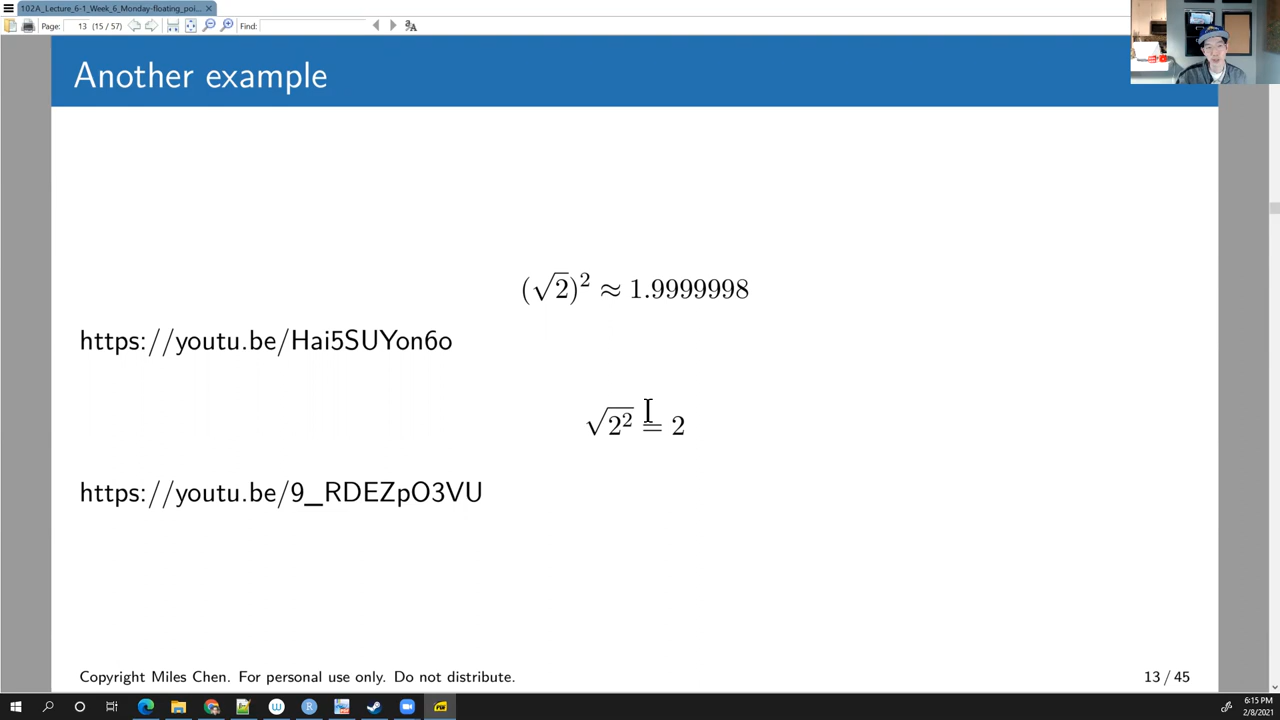 102A_Lecture_6-1_Week_6_Monday-floating_poi...
Page: 13 (15 / 57) Find:
Another example
(√2)² ≈ 1.9999998
https://youtu.be/Hai5SUYon6o
√2² = 2
https://youtu.be/9_RDEZpO3VU
Copyright Miles Chen. For personal use only. Do not distribute.
13 / 45
6:15 PM
2/8/2021